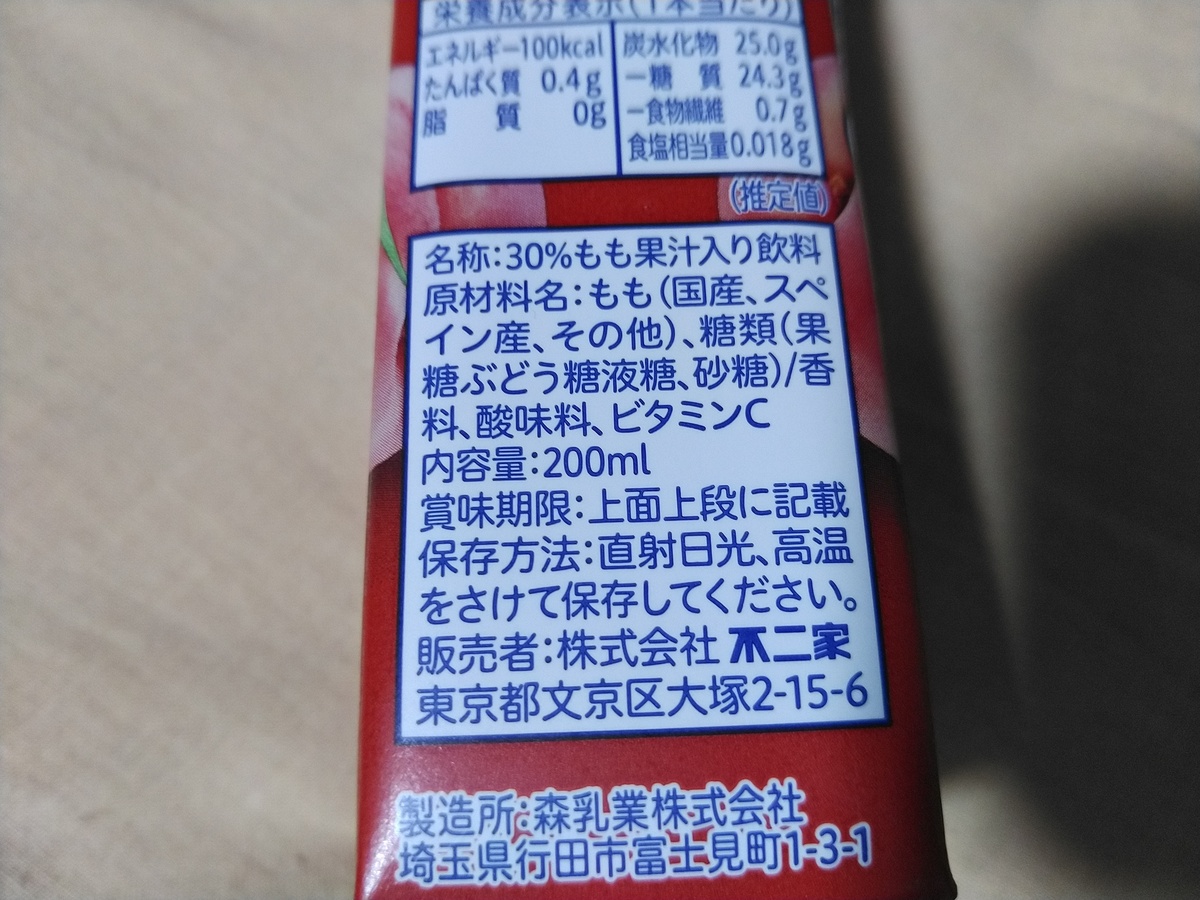 栄養成分表示(1本当たり)
エネルギー100kcal
たんぱく質 0.4g
脂 質 0g
炭水化物 25.0g
－糖 質 24.3g
－食物繊維 0.7g
食塩相当量0.018g
(推定値)
名称:30%もも果汁入り飲料
原材料名:もも(国産、スペ
イン産、その他)、糖類(果
糖ぶどう糖液糖、砂糖)/香
料、酸味料、ビタミンC
内容量:200ml
賞味期限:上面上段に記載
保存方法:直射日光、高温
をさけて保存してください。
販売者:株式会社 不二家
東京都文京区大塚2-15-6
製造所:森乳業株式会社
埼玉県行田市富士見町1-3-1